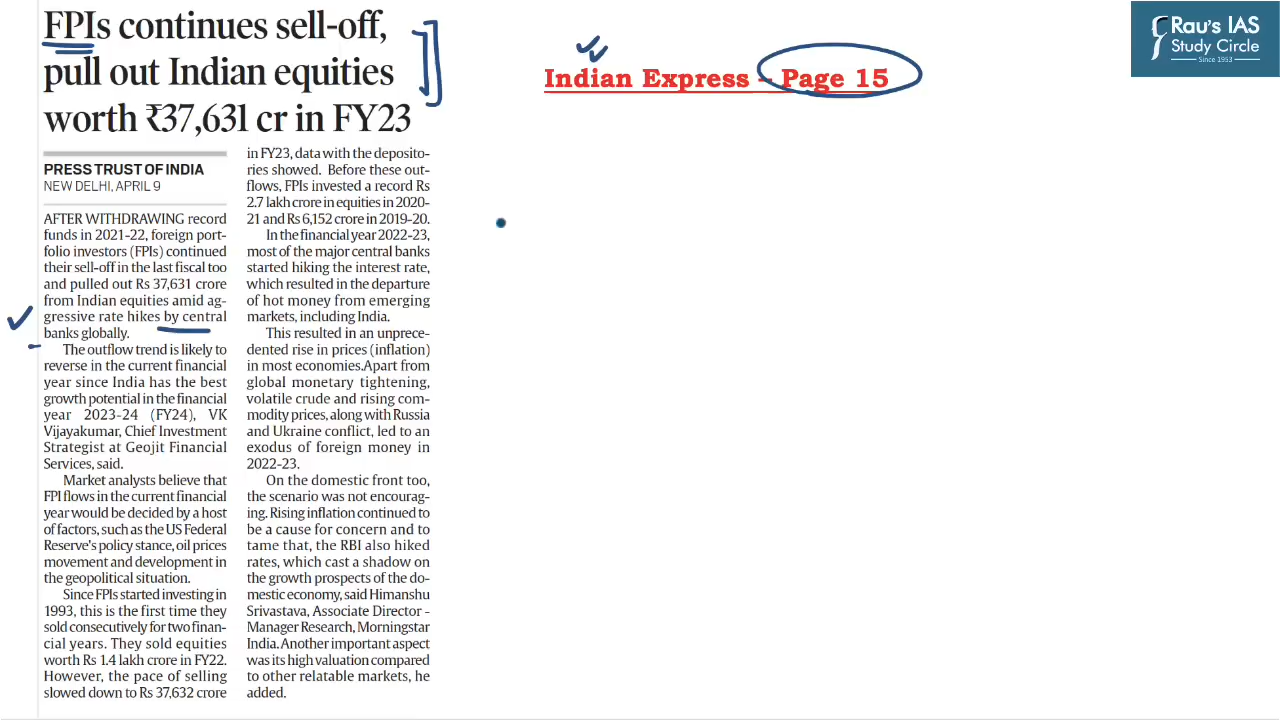 FPIs continues sell-off,
pull out Indian equities
worth ₹37,631 cr in FY23
PRESS TRUST OF INDIA
NEW DELHI, APRIL 9
AFTER WITHDRAWING record
funds in 2021-22, foreign port-
folio investors (FPIs) continued
their sell-off in the last fiscal too
and pulled out Rs 37,631 crore
from Indian equities amid ag-
gressive rate hikes by central
banks globally.
The outflow trend is likely to
reverse in the current financial
year since India has the best
growth potential in the financial
year 2023-24 (FY24), VK
Vijayakumar, Chief Investment
Strategist at Geojit Financial
Services, said.
Market analysts believe that
FPI flows in the current financial
year would be decided by a host
of factors, such as the US Federal
Reserve's policy stance, oil prices
movement and development in
the geopolitical situation.
Since FPIs started investing in
1993, this is the first time they
sold consecutively for two finan-
cial years. They sold equities
worth Rs 1.4 lakh crore in FY22.
However, the pace of selling
slowed down to Rs 37,632 crore
in FY23, data with the deposito-
ries showed. Before these out-
flows, FPIs invested a record Rs
2.7 lakh crore in equities in 2020-
21 and Rs 6,152 crore in 2019-20.
In the financial year 2022-23,
most of the major central banks
started hiking the interest rate,
which resulted in the departure
of hot money from emerging
markets, including India.
This resulted in an unprece-
dented rise in prices (inflation)
in most economies.Apart from
global monetary tightening,
volatile crude and rising com-
modity prices, along with Russia
and Ukraine conflict, led to an
exodus of foreign money in
2022-23.
On the domestic front too,
the scenario was not encourag-
ing. Rising inflation continued to
be a cause for concern and to
tame that, the RBI also hiked
rates, which cast a shadow on
the growth prospects of the do-
mestic economy, said Himanshu
Srivastava, Associate Director -
Manager Research, Morningstar
India. Another important aspect
was its high valuation compared
to other relatable markets, he
added.
Indian Express – Page 15
Rau's IAS
Study Circle
Since 1953